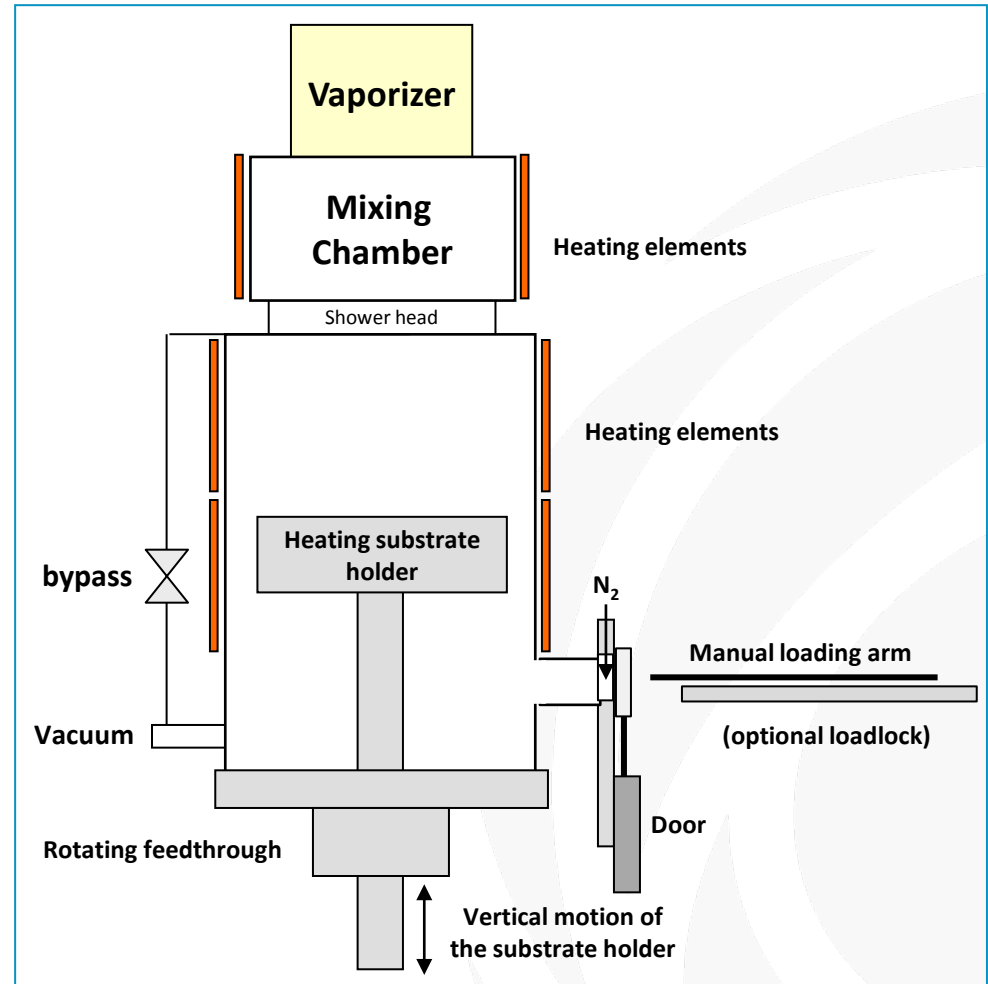 Vaporizer
Mixing
Chamber
Heating elements
Shower head
Heating elements
Heating substrate
holder
bypass
N₂
Manual loading arm
Vacuum
(optional loadlock)
Door
Rotating feedthrough
Vertical motion of
the substrate holder